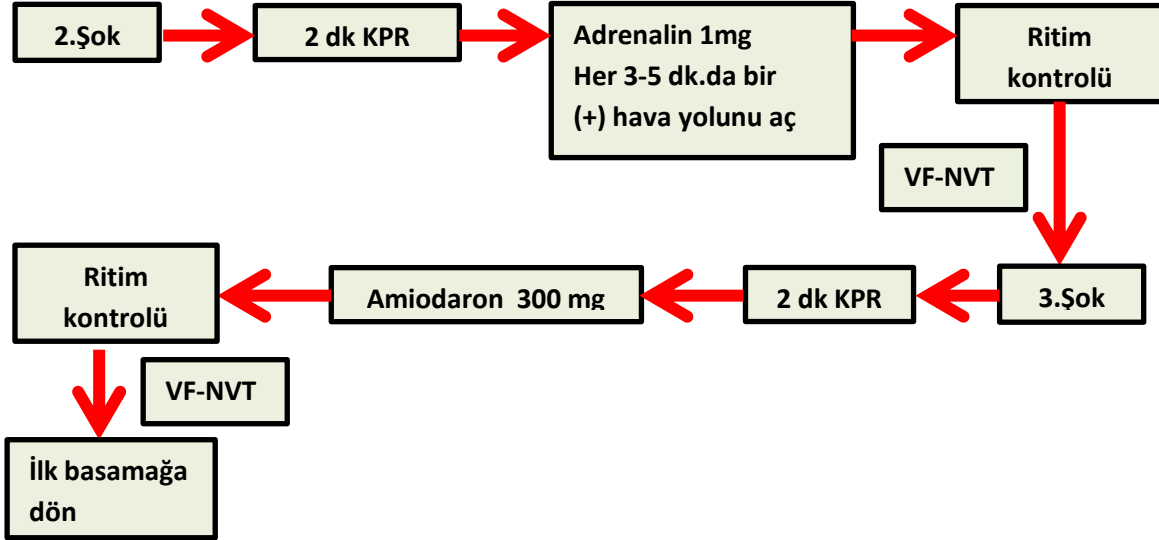 2.Şok
2 dk KPR
Adrenalin 1mg
Her 3-5 dk.da bir
(+) hava yolunu aç
Ritim
kontrolü
VF-NVT
3.Şok
2 dk KPR
Amiodaron 300 mg
Ritim
kontrolü
VF-NVT
İlk basamağa
dön